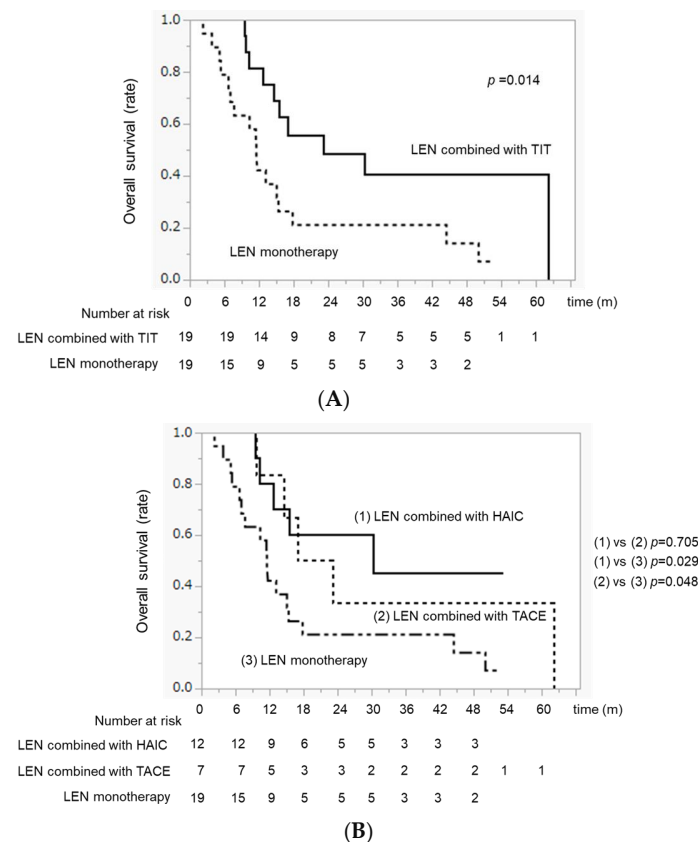 1.0
0.8
0.6
0.4
0.2
0.0
Overall survival (rate)
p =0.014
LEN combined with TIT
LEN monotherapy
0 6 12 18 24 30 36 42 48 54 60 time (m)
Number at risk
LEN combined with TIT 19 19 14 9 8 7 5 5 5 1 1
LEN monotherapy 19 15 9 5 5 5 3 3 2
(A)
1.0
0.8
0.6
0.4
0.2
0.0
Overall survival (rate)
(1) LEN combined with HAIC
(2) LEN combined with TACE
(3) LEN monotherapy
(1) vs (2) p=0.705
(1) vs (3) p=0.029
(2) vs (3) p=0.048
0 6 12 18 24 30 36 42 48 54 60 time (m)
Number at risk
LEN combined with HAIC 12 12 9 6 5 5 3 3 3
LEN combined with TACE 7 7 5 3 3 2 2 2 2 1 1
LEN monotherapy 19 15 9 5 5 5 3 3 2
(B)